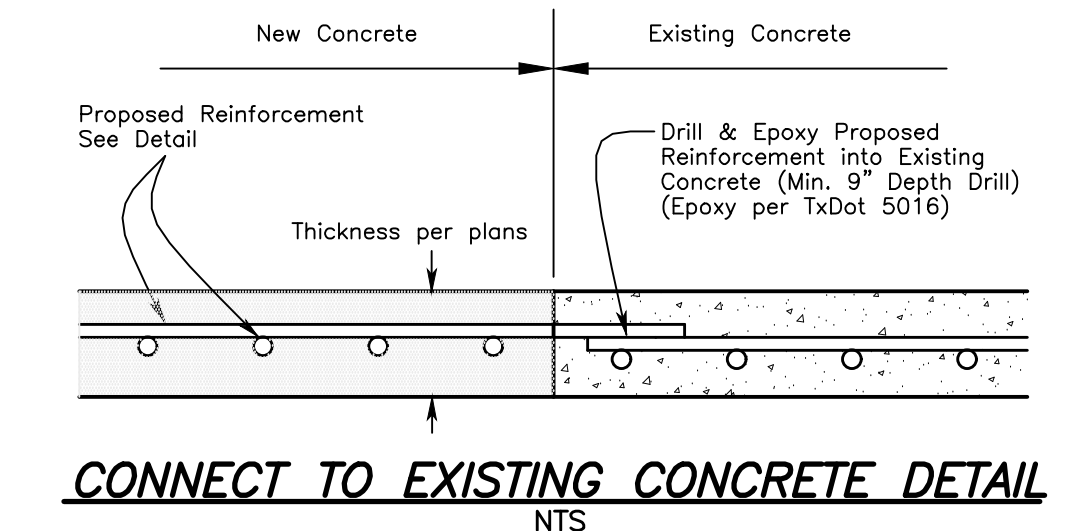 New Concrete
Existing Concrete
Proposed Reinforcement
See Detail
Drill & Epoxy Proposed
Reinforcement into Existing
Concrete (Min. 9" Depth Drill)
(Epoxy per TxDot 5016)
Thickness per plans
CONNECT TO EXISTING CONCRETE DETAIL
NTS